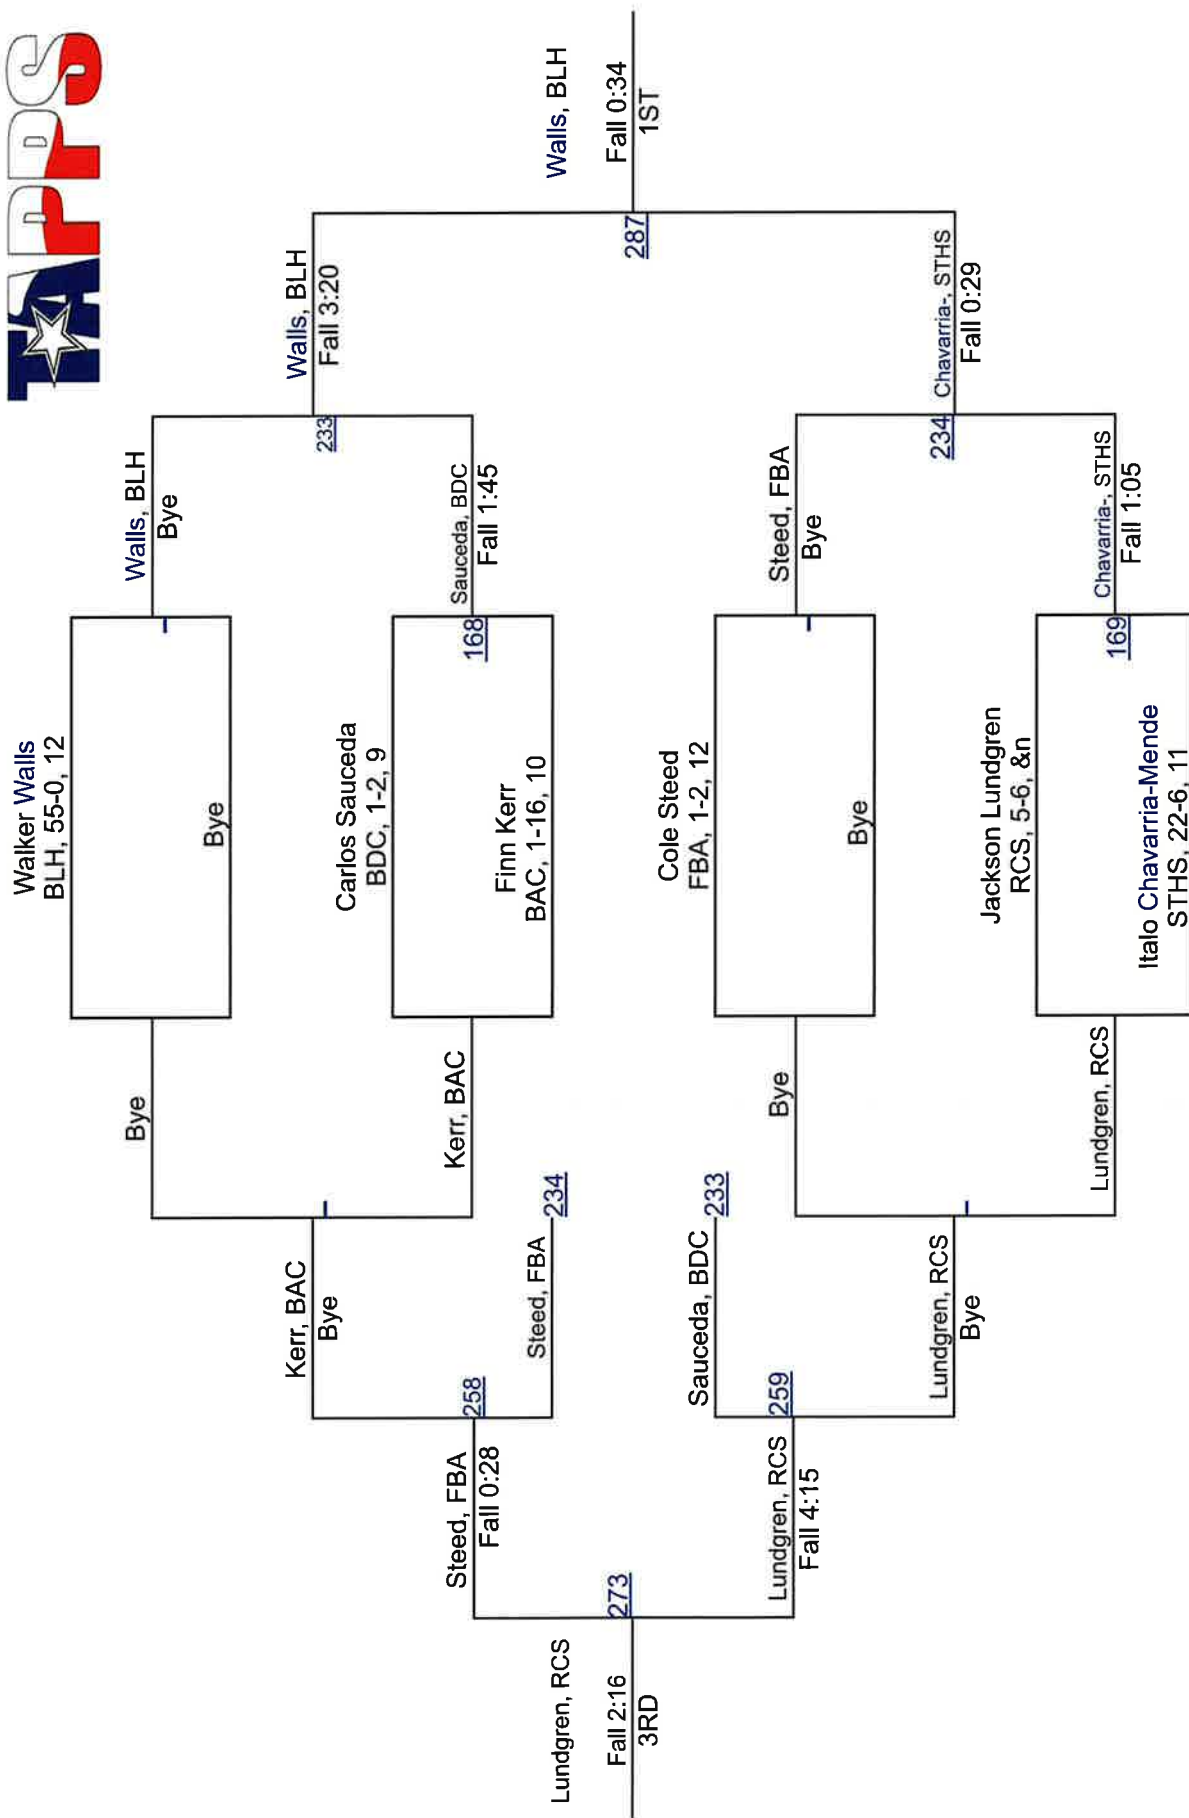 TAPPS
Walker Walls
BLH, 55-0, 12
Bye
Carlos Sauceda
BDC, 1-2, 9
168
Finn Kerr
BAC, 1-16, 10
Cole Steed
FBA, 1-2, 12
Bye
Jackson Lundgren
RCS, 5-6, &n
169
Italo Chavarria-Mende
STHS, 22-6, 11
Walls, BLH
Bye
233
Sauceda, BDC
Fall 1:45
Steed, FBA
Bye
234
Chavarria-, STHS
Fall 1:05
Walls, BLH
Fall 3:20
287
Chavarria-, STHS
Fall 0:29
Walls, BLH
Fall 0:34
1ST
Bye
Kerr, BAC
Bye
Lundgren, RCS
Kerr, BAC
Bye
258
Steed, FBA
234
Sauceda, BDC
233
259
Lundgren, RCS
Bye
Steed, FBA
Fall 0:28
273
Lundgren, RCS
Fall 4:15
Lundgren, RCS
Fall 2:16
3RD